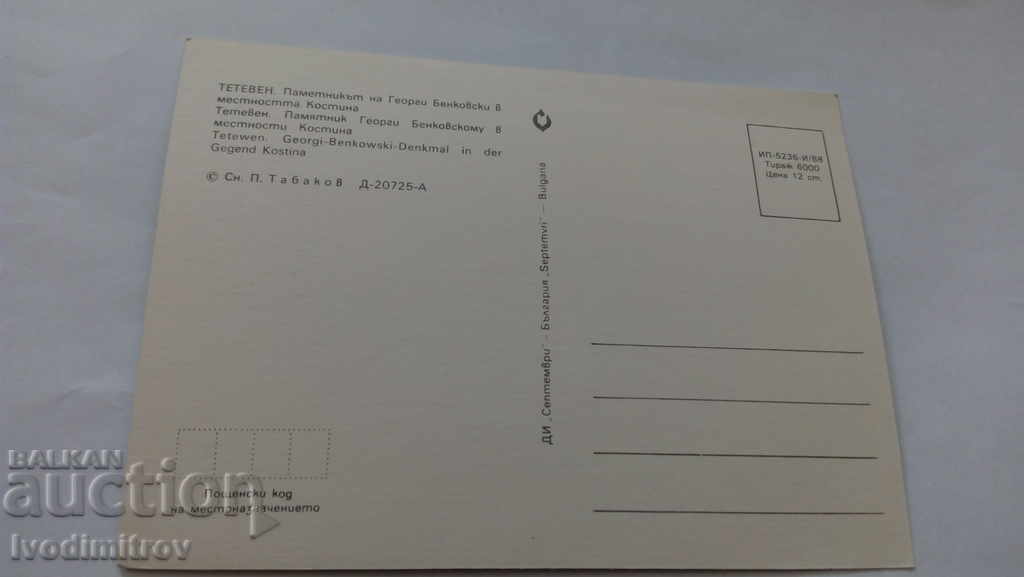 ТЕТЕВЕН. Паметникът на Георги Бенковски в
местността Костина
Тетевен. Памятник Георги Бенковскому в
местности Костина
Tetewen. Georgi-Benkowski-Denkmal in der
Gegend Kostina
© Сн. П. Табаков Д-20725-А
ДИ „Септември" — България „Septemvri" — Bulgaria
ИП-5236-И/88
Тираж 6000
Цена 12 ст.
Пощенски код
на местоназначението
BALKAN
auction
Ivodimitrov